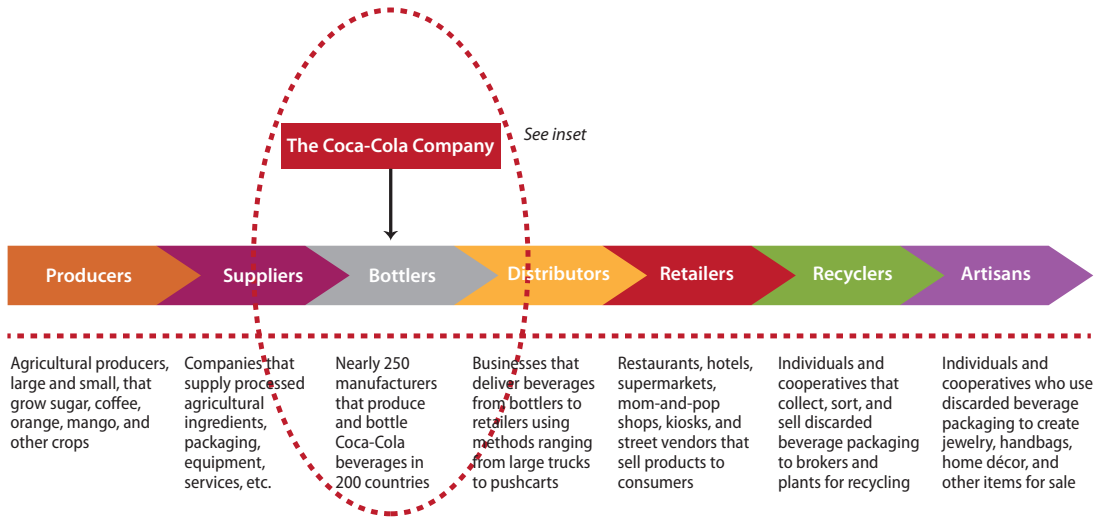 The Coca-Cola Company
See inset
Producers
Suppliers
Bottlers
Distributors
Retailers
Recyclers
Artisans
Agricultural producers,
large and small, that
grow sugar, coffee,
orange, mango, and
other crops
Companies that
supply processed
agricultural
ingredients,
packaging,
equipment,
services, etc.
Nearly 250
manufacturers
that produce
and bottle
Coca-Cola
beverages in
200 countries
Businesses that
deliver beverages
from bottlers to
retailers using
methods ranging
from large trucks
to pushcarts
Restaurants, hotels,
supermarkets,
mom-and-pop
shops, kiosks, and
street vendors that
sell products to
consumers
Individuals and
cooperatives that
collect, sort, and
sell discarded
beverage packaging
to brokers and
plants for recycling
Individuals and
cooperatives who use
discarded beverage
packaging to create
jewelry, handbags,
home décor, and
other items for sale